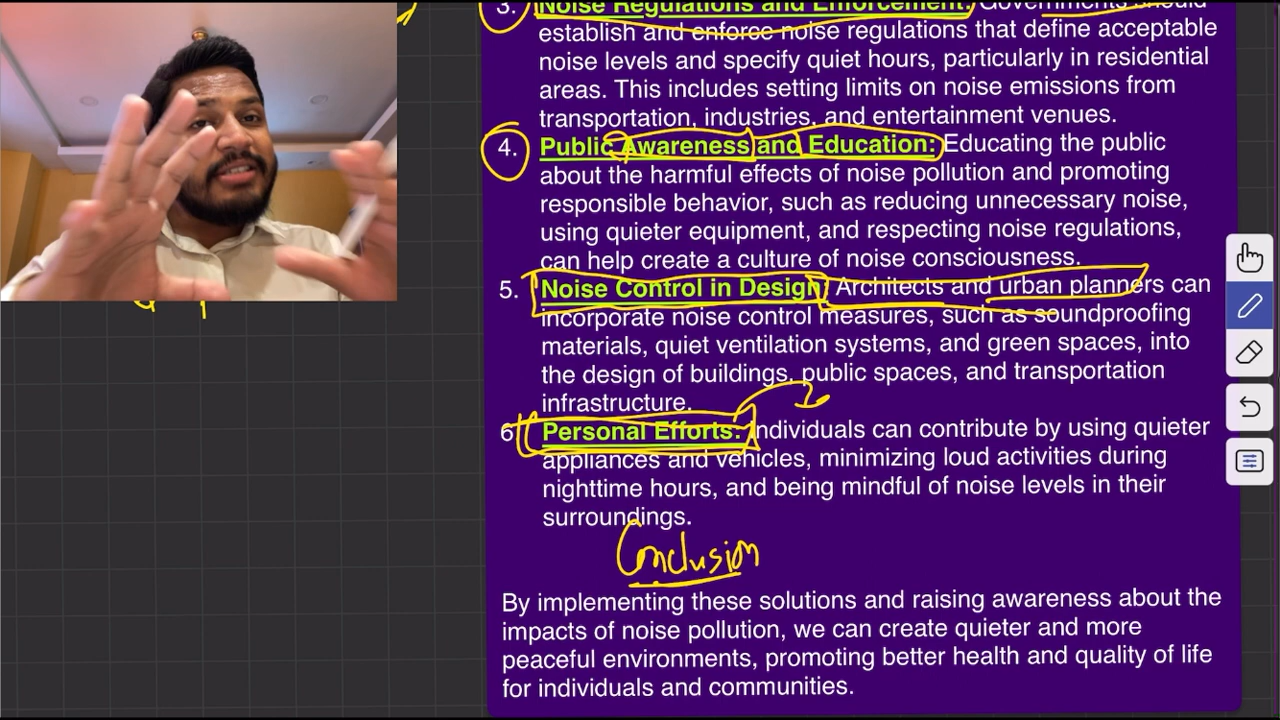 3. Noise Regulations and Enforcement: Governments should
establish and enforce noise regulations that define acceptable
noise levels and specify quiet hours, particularly in residential
areas. This includes setting limits on noise emissions from
transportation, industries, and entertainment venues.
4. Public Awareness and Education: Educating the public
about the harmful effects of noise pollution and promoting
responsible behavior, such as reducing unnecessary noise,
using quieter equipment, and respecting noise regulations,
can help create a culture of noise consciousness.
5. Noise Control in Design: Architects and urban planners can
incorporate noise control measures, such as soundproofing
materials, quiet ventilation systems, and green spaces, into
the design of buildings, public spaces, and transportation
infrastructure.
6. Personal Efforts: Individuals can contribute by using quieter
appliances and vehicles, minimizing loud activities during
nighttime hours, and being mindful of noise levels in their
surroundings.
Conclusion
By implementing these solutions and raising awareness about the
impacts of noise pollution, we can create quieter and more
peaceful environments, promoting better health and quality of life
for individuals and communities.